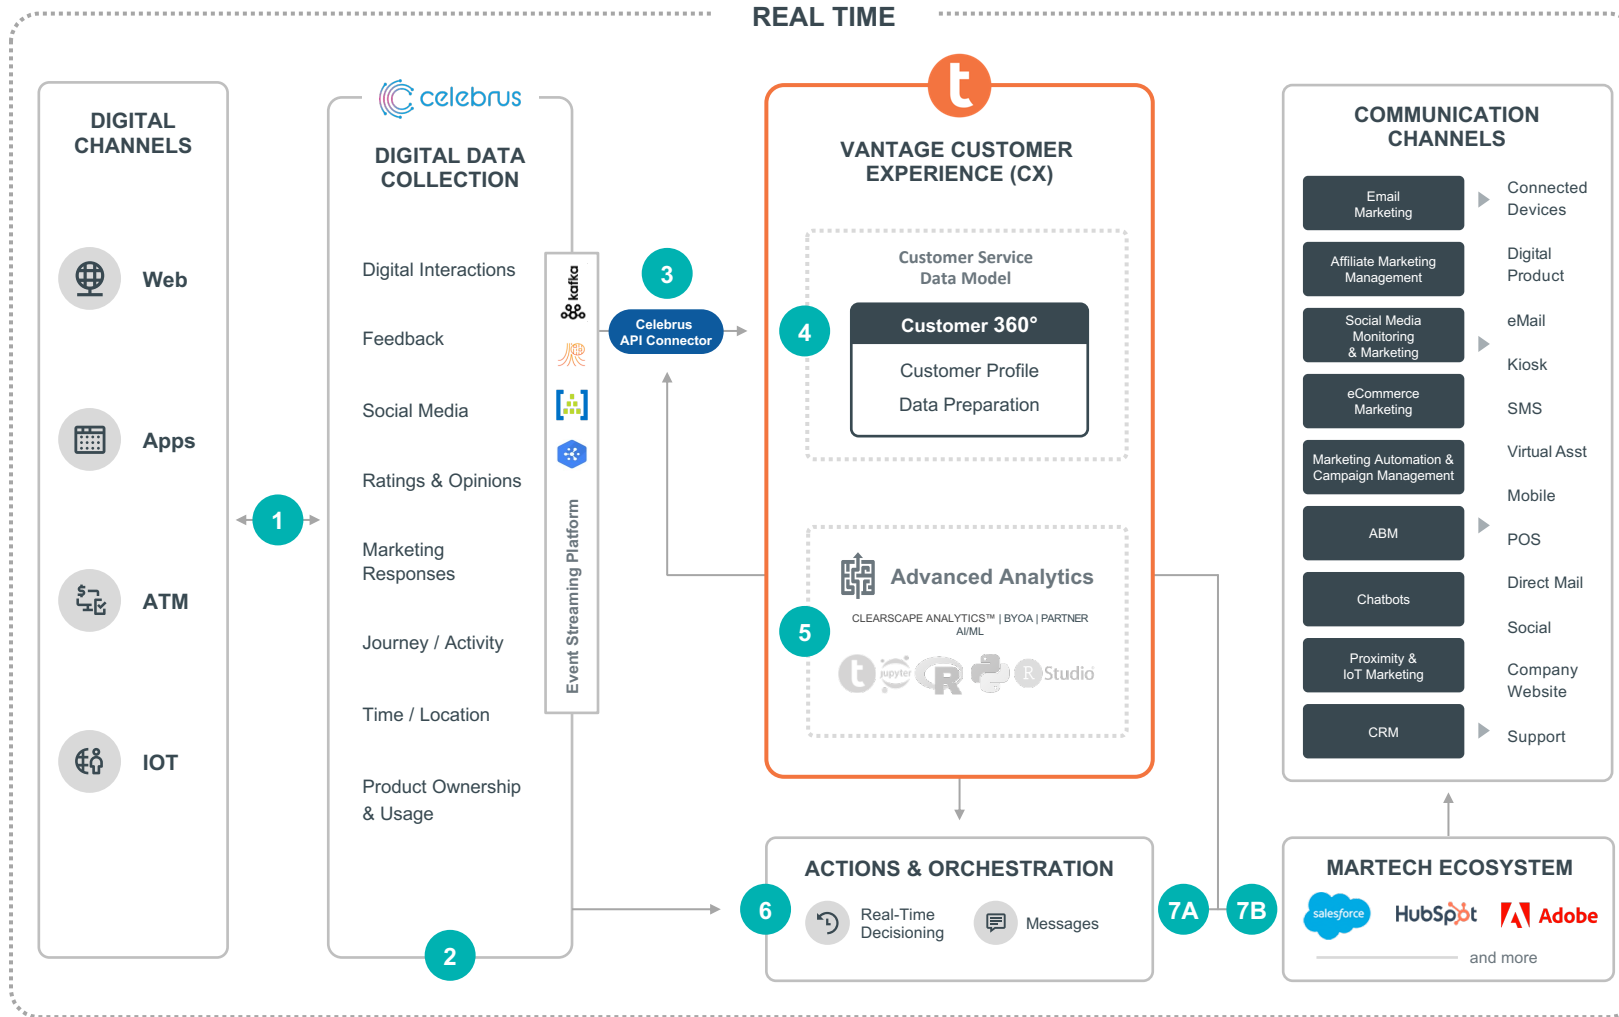 REAL TIME
DIGITAL
CHANNELS
Web
Apps
ATM
IOT
1
celebrus
DIGITAL DATA
COLLECTION
Digital Interactions
Feedback
Social Media
Ratings & Opinions
Marketing
Responses
Journey / Activity
Time / Location
Product Ownership
& Usage
kafka
Event Streaming Platform
2
3
Celebrus
API Connector
t
VANTAGE CUSTOMER
EXPERIENCE (CX)
4
Customer Service
Data Model
Customer 360°
Customer Profile
Data Preparation
5
Advanced Analytics
CLEARSCAPE ANALYTICS™ | BYOA | PARTNER
AI/ML
t
jupyter
R
R Studio
6
ACTIONS & ORCHESTRATION
Real-Time
Decisioning
Messages
7A
7B
COMMUNICATION
CHANNELS
Email
Marketing
Affiliate Marketing
Management
Social Media
Monitoring
& Marketing
eCommerce
Marketing
Marketing Automation &
Campaign Management
ABM
Chatbots
Proximity &
IoT Marketing
CRM
Connected
Devices
Digital
Product
eMail
Kiosk
SMS
Virtual Asst
Mobile
POS
Direct Mail
Social
Company
Website
Support
MARTECH ECOSYSTEM
salesforce
HubSpot
Adobe
and more